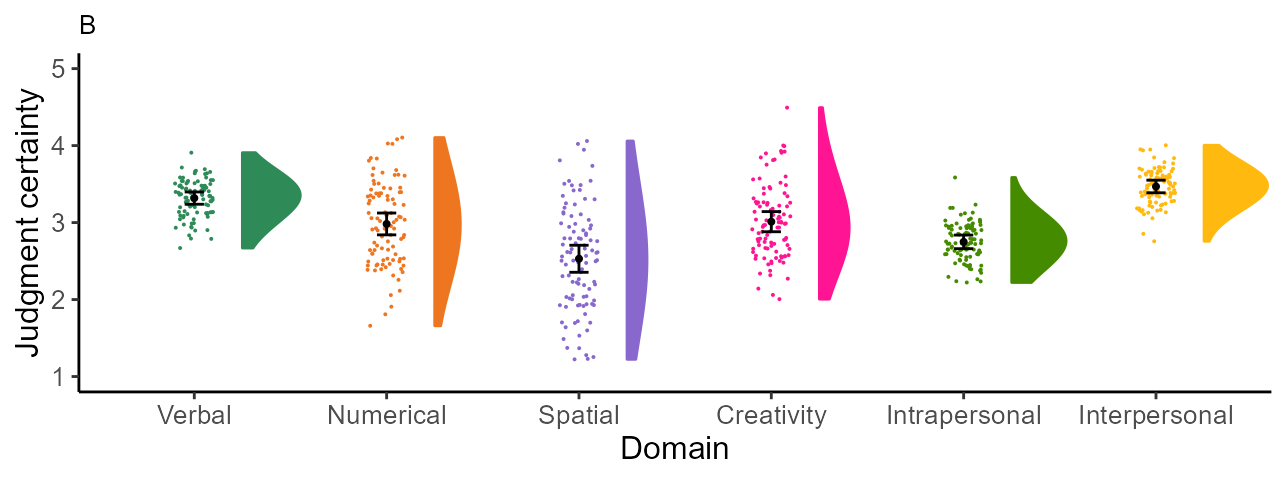 B
Judgment certainty
5
4
3
2
1
Verbal Numerical Spatial Creativity Intrapersonal Interpersonal
Domain